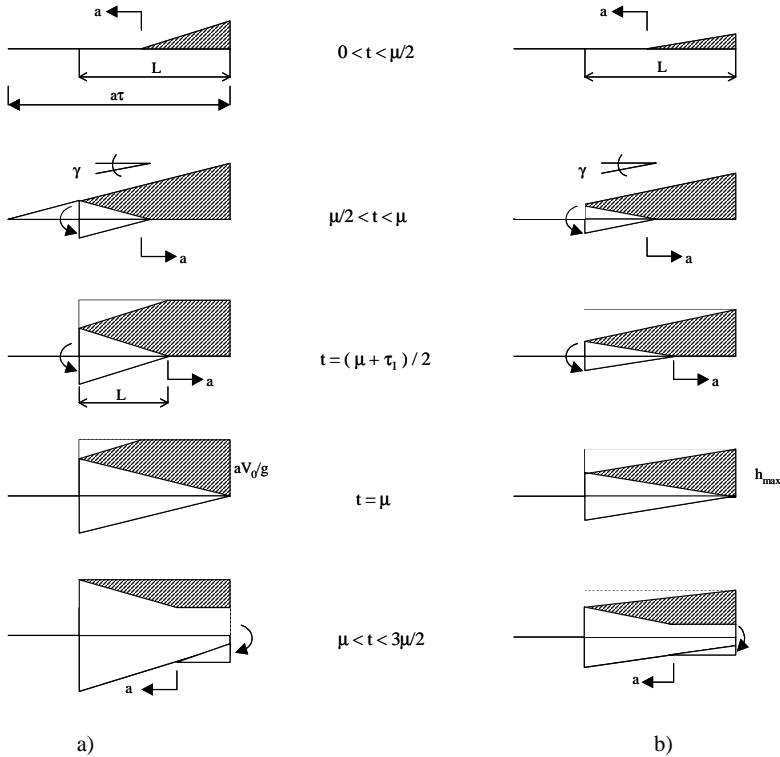 a a
0 < t < μ/2
L L
aτ
γ γ
μ/2 < t < μ
a a
t = ( μ + τ₁ ) / 2
a a
L
aV₀/g
hmax
t = μ
μ < t < 3μ/2
a a
a) b)